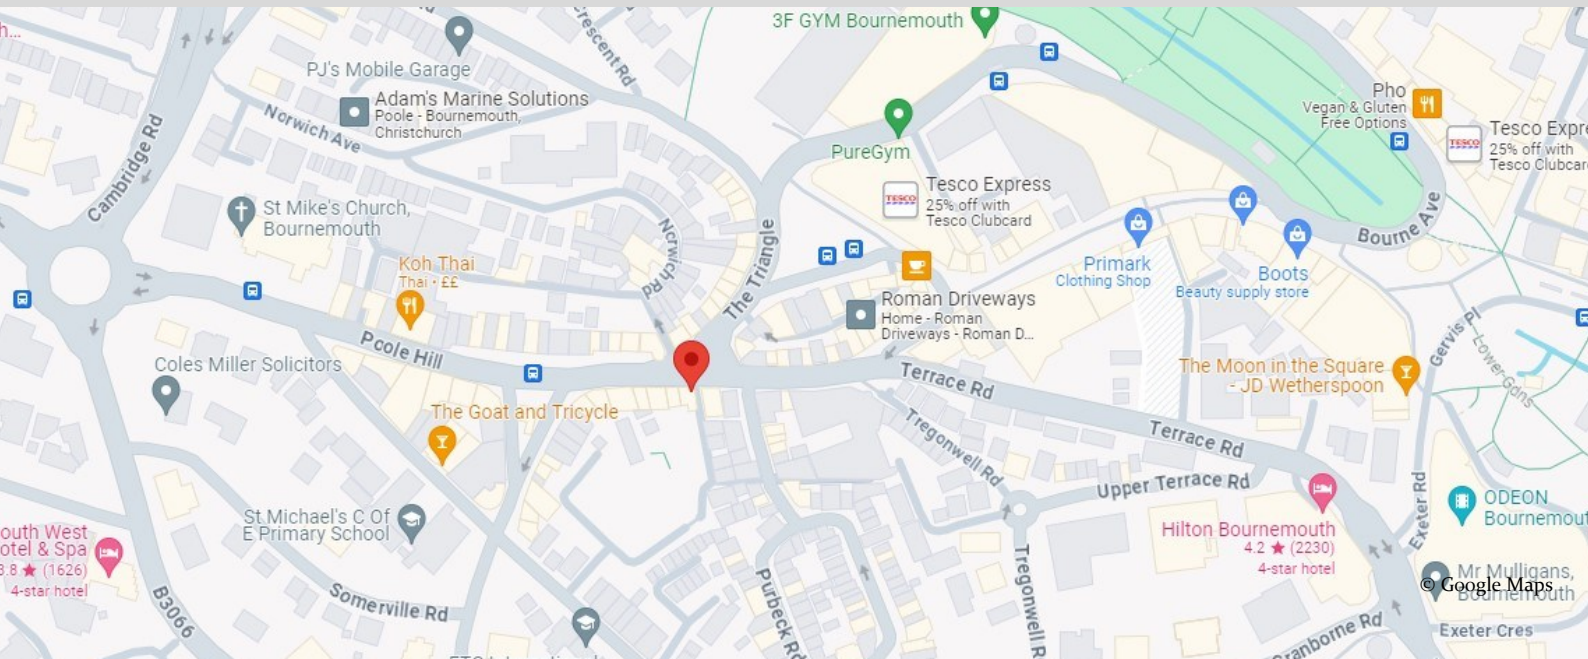 3F GYM Bournemouth
Crescent Rd
PJ's Mobile Garage
Adam's Marine Solutions
Poole - Bournemouth,
Christchurch
Norwich Ave
Cambridge Rd
Pho
Vegan & Gluten
Free Options
Tesco Expre
25% off with
Tesco Clubcar
PureGym
Tesco Express
25% off with
Tesco Clubcard
TESCO
TESCO
St Mike's Church,
Bournemouth
Norwich Rd
The Triangle
Bourne Ave
Koh Thai
Thai · ££
Primark
Clothing Shop
Boots
Beauty supply store
Roman Driveways
Home - Roman
Driveways - Roman D...
Gervis Pl
Lower Gdns
Poole Hill
Coles Miller Solicitors
The Moon in the Square
- JD Wetherspoon
Terrace Rd
The Goat and Tricycle
Tregonwell Rd
Terrace Rd
Upper Terrace Rd
Exeter Rd
ODEON
Bournemout
St Michael's C Of
E Primary School
Hilton Bournemouth
4.2 ★ (2230)
4-star hotel
outh West
otel & Spa
3.8 ★ (1626)
4-star hotel
Mr Mulligans,
Bournemouth
© Google Maps
B3066
Somerville Rd
Purbeck Rd
Tregonwell R
Cranborne Rd
Exeter Cres